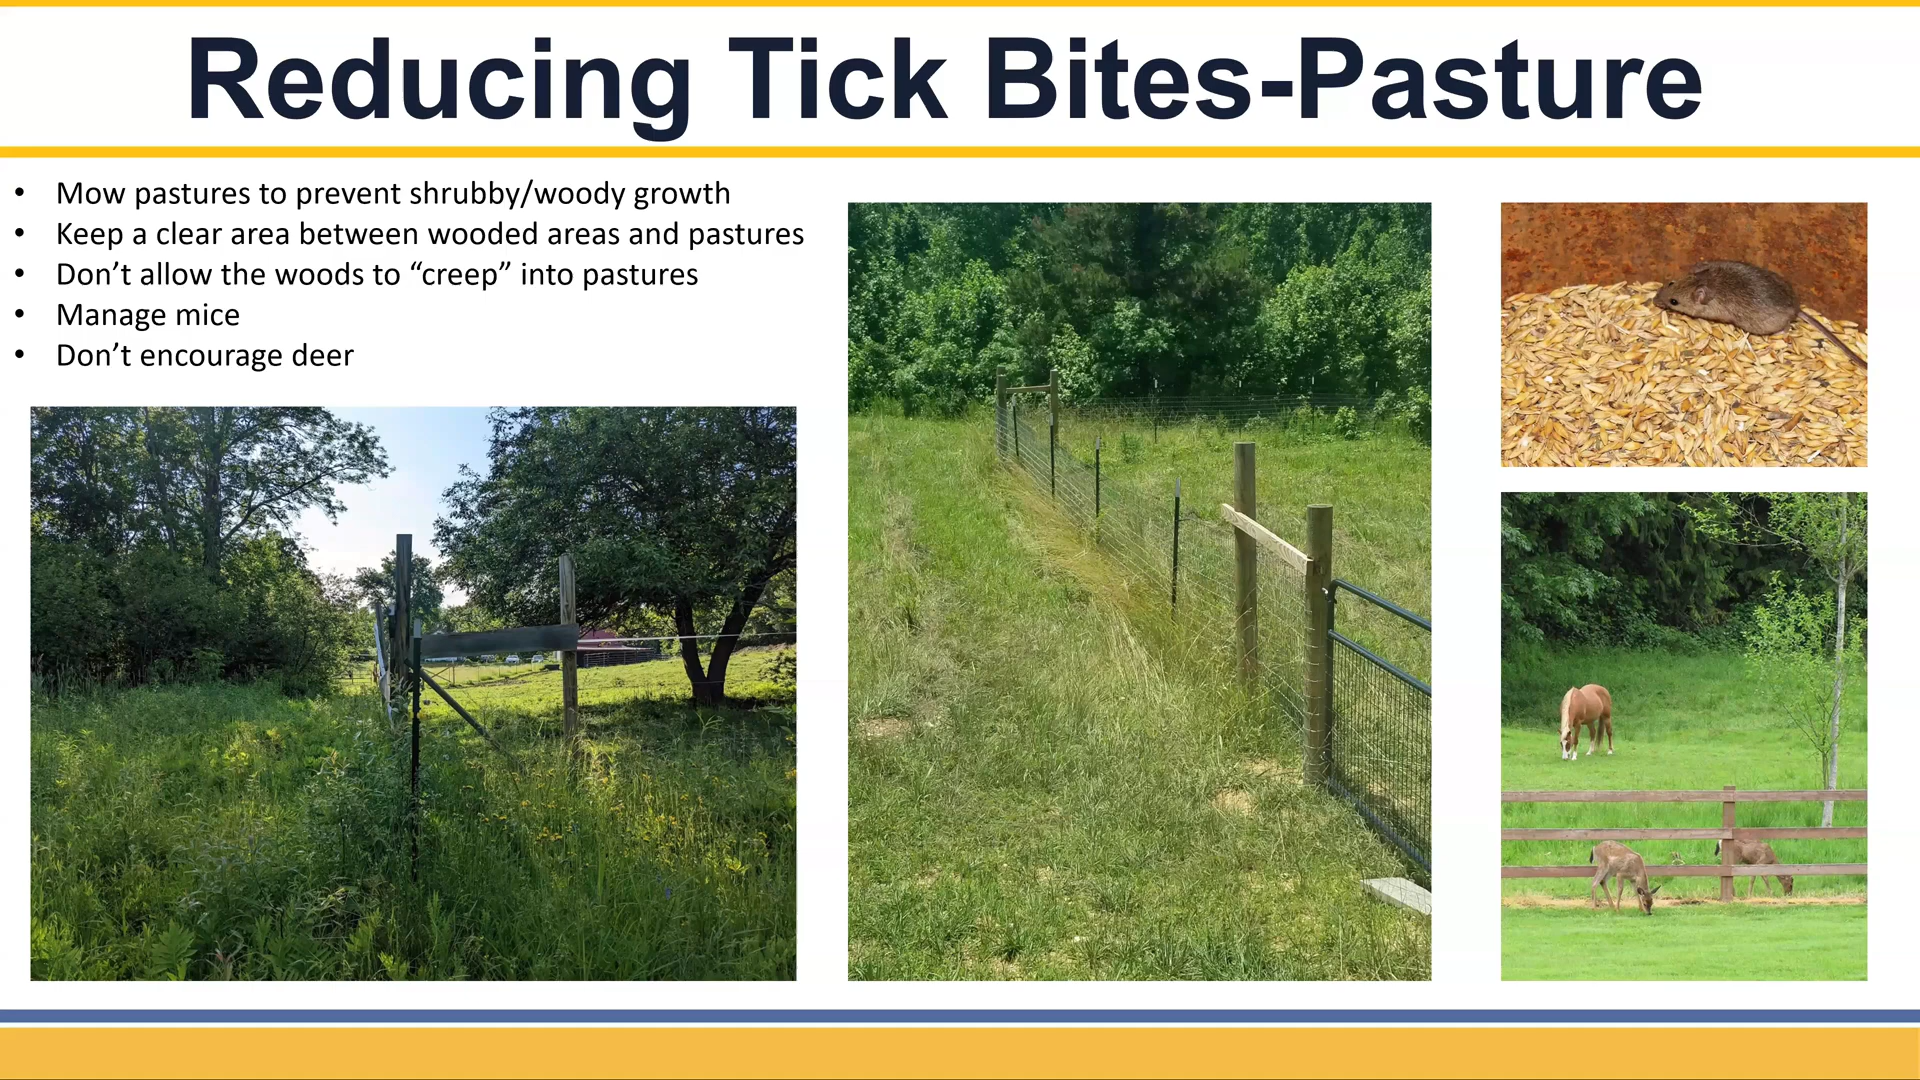 Reducing Tick Bites-Pasture
• Mow pastures to prevent shrubby/woody growth
• Keep a clear area between wooded areas and pastures
• Don’t allow the woods to “creep” into pastures
• Manage mice
• Don’t encourage deer